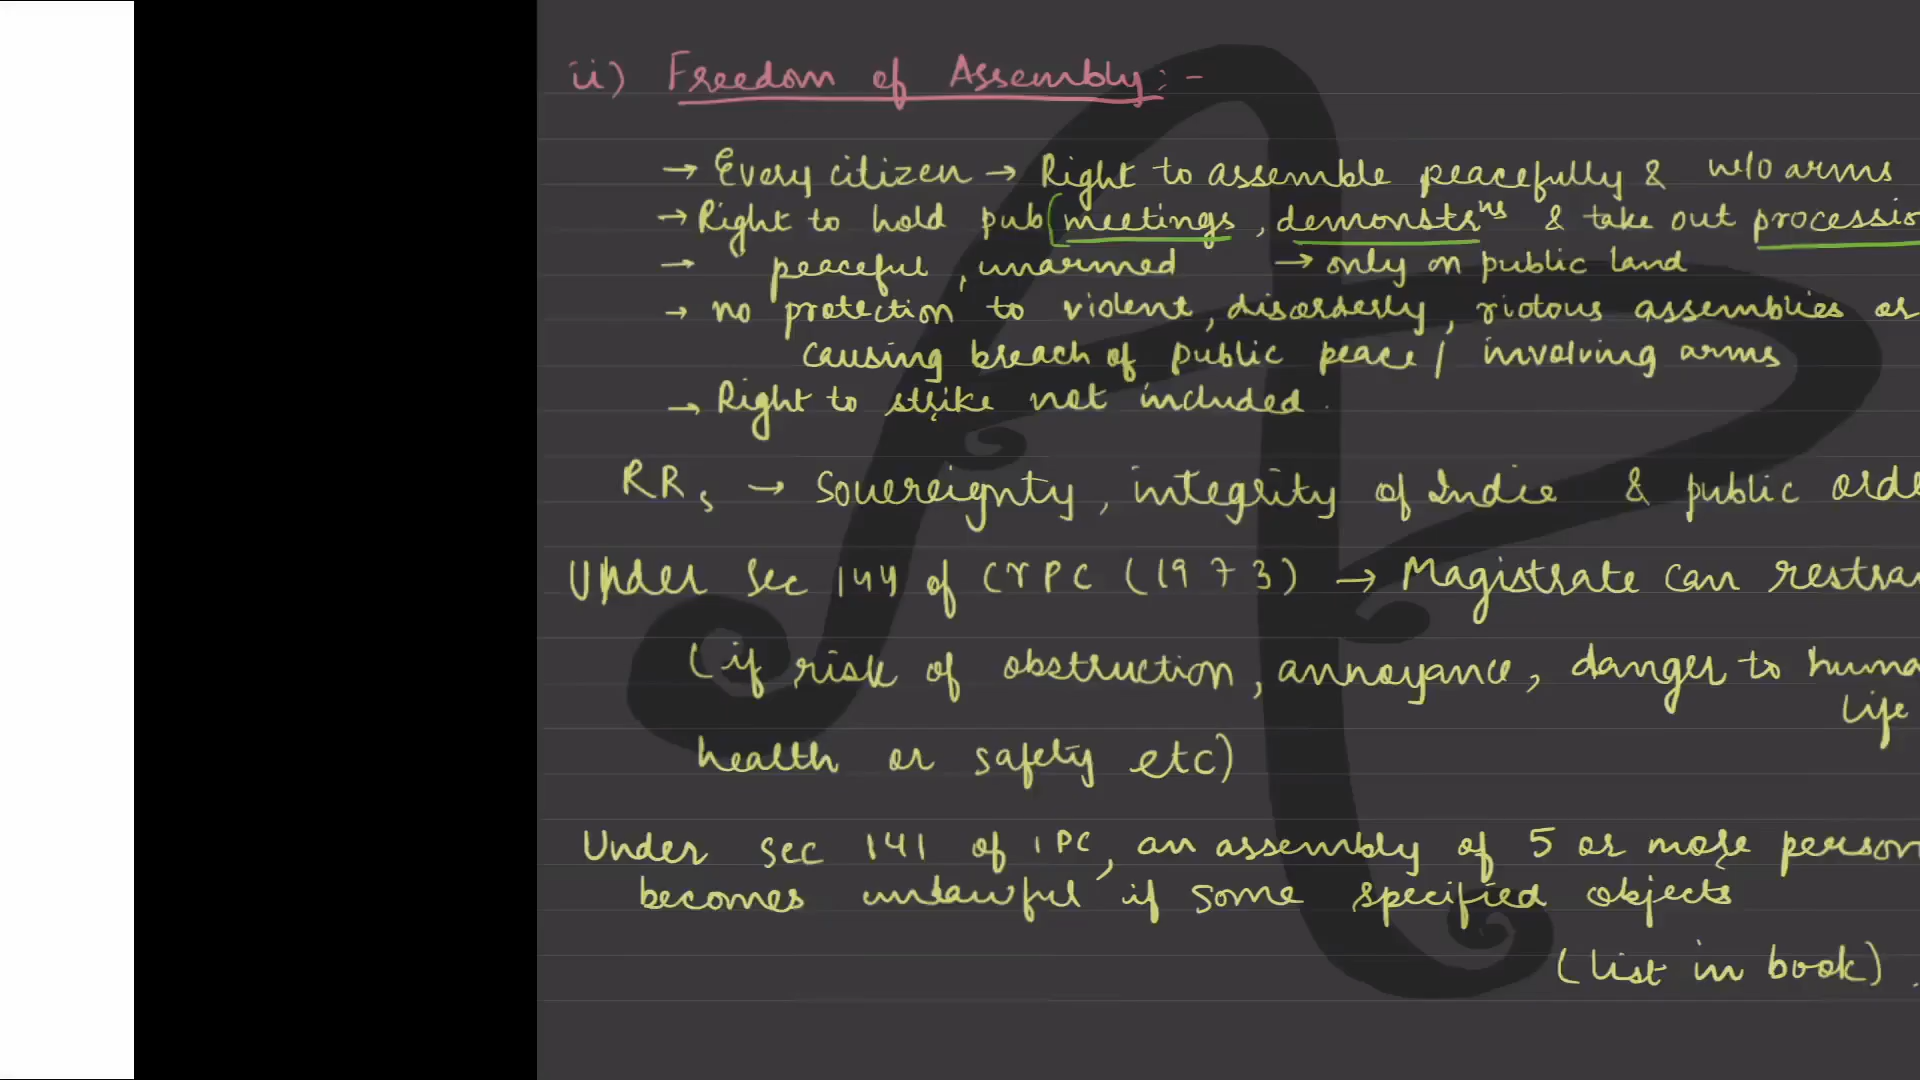 ii) Freedom of Assembly:-
→ Every citizen → Right to assemble peacefully & w/o arms
→ Right to hold pub (meetings, demonstrns & take out processio
→ peaceful, unarmed → only on public land
→ no protection to violent, disorderly, riotous assemblies or
causing breach of public peace / involving arms
→ Right to strike not included.
RRs → Sovereignty, integrity of India & public orde
Under Sec 144 of CrPC (1973) → Magistrate can restra
(if risk of obstruction, annoyance, danger to huma
life
health or safety etc)
Under sec 141 of IPC, an assembly of 5 or more person
becomes unlawful if some specified objects
(list in book).